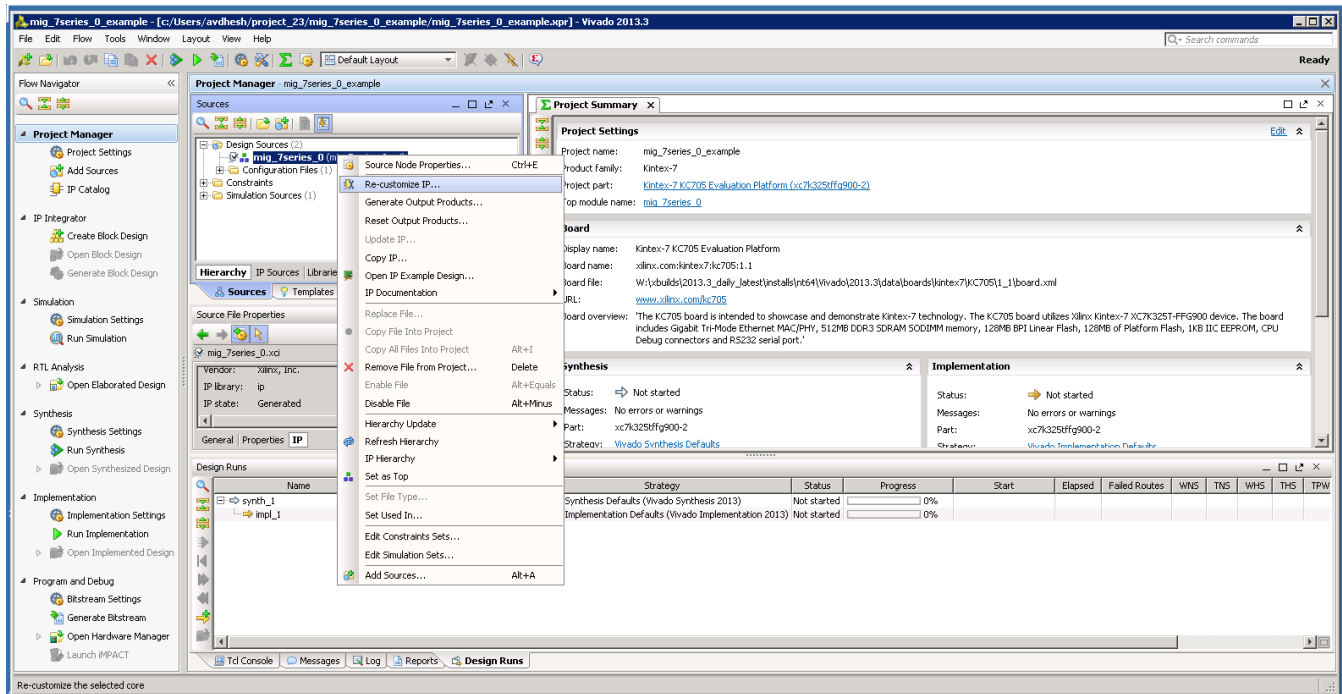 mig_7series_0_example - [c:/Users/avdhesh/project_23/mig_7series_0_example/mig_7series_0_example.xpr] - Vivado 2013.3
File Edit Flow Tools Window Layout View Help
Search commands
Default Layout
Ready
Flow Navigator
Project Manager
Project Settings
Add Sources
IP Catalog
IP Integrator
Create Block Design
Open Block Design
Generate Block Design
Simulation
Simulation Settings
Run Simulation
RTL Analysis
Open Elaborated Design
Synthesis
Synthesis Settings
Run Synthesis
Open Synthesized Design
Implementation
Implementation Settings
Run Implementation
Open Implemented Design
Program and Debug
Bitstream Settings
Generate Bitstream
Open Hardware Manager
Launch iMPACT
Project Manager - mig_7series_0_example
Sources
Design Sources (2)
mig_7series_0
Configuration Files (1)
Constraints
Simulation Sources (1)
Hierarchy IP Sources Librarie
Sources Templates
Source File Properties
mig_7series_0.xci
Vendor: Xilinx, Inc.
IP library: ip
IP state: Generated
General Properties IP
Source Node Properties... Ctrl+E
Re-customize IP...
Generate Output Products...
Reset Output Products...
Update IP...
Copy IP...
Open IP Example Design...
IP Documentation
Replace File...
Copy File Into Project
Copy All Files Into Project Alt+I
Remove File from Project... Delete
Enable File Alt+Equals
Disable File Alt+Minus
Hierarchy Update
Refresh Hierarchy
IP Hierarchy
Set as Top
Set File Type...
Set Used In...
Edit Constraints Sets...
Edit Simulation Sets...
Add Sources... Alt+A
Project Summary
Project Settings Edit
Project name: mig_7series_0_example
Product family: Kintex-7
Project part: Kintex-7 KC705 Evaluation Platform (xc7k325tffg900-2)
Top module name: mig_7series_0
Board
Display name: Kintex-7 KC705 Evaluation Platform
Board name: xilinx.com:kintex7:kc705:1.1
Board file: W:\xbuilds\2013.3_daily_latest\installs\nt64\Vivado\2013.3\data\boards\kintex7\KC705\1_1\board.xml
URL: www.xilinx.com/kc705
Board overview: 'The KC705 board is intended to showcase and demonstrate Kintex-7 technology. The KC705 board utilizes Xilinx Kintex-7 XC7K325T-FFG900 device. The board
includes Gigabit Tri-Mode Ethernet MAC/PHY, 512MB DDR3 SDRAM SODIMM memory, 128MB BPI Linear Flash, 128MB of Platform Flash, 1KB IIC EEPROM, CPU
Debug connectors and RS232 serial port.'
Synthesis
Status: Not started
Messages: No errors or warnings
Part: xc7k325tffg900-2
Strategy: Vivado Synthesis Defaults
Implementation
Status: Not started
Messages: No errors or warnings
Part: xc7k325tffg900-2
Strategy: Vivado Implementation Defaults
Design Runs
Name Strategy Status Progress Start Elapsed Failed Routes WNS TNS WHS THS TPW
synth_1 Synthesis Defaults (Vivado Synthesis 2013) Not started 0%
impl_1 Implementation Defaults (Vivado Implementation 2013) Not started 0%
Tcl Console Messages Log Reports Design Runs
Re-customize the selected core